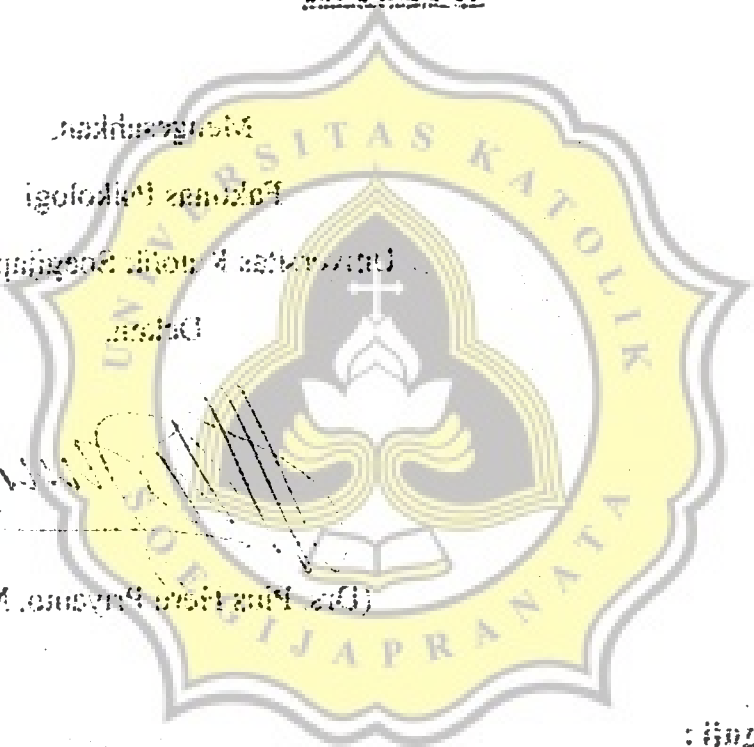 Mengesahkan
Fakultas Psikologi
Universitas Katolik Soegijap
Dekan
(Drs. Pius Heru Priyanto, M
UNIVERSITAS KATOLIK
SOEGIJAPRANATA